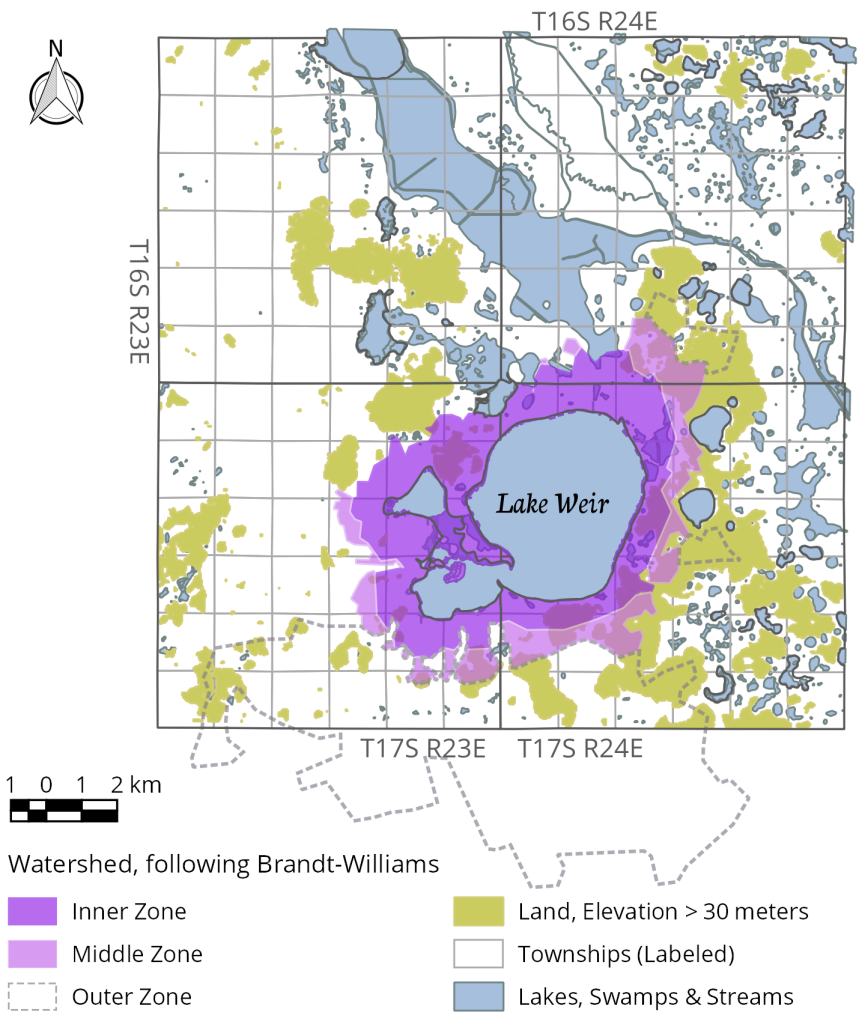 T16S R24E
N
T16S R23E
Lake Weir
T17S R23E
T17S R24E
1 0 1 2 km
Watershed, following Brandt-Williams
Inner Zone
Middle Zone
Outer Zone
Land, Elevation > 30 meters
Townships (Labeled)
Lakes, Swamps & Streams